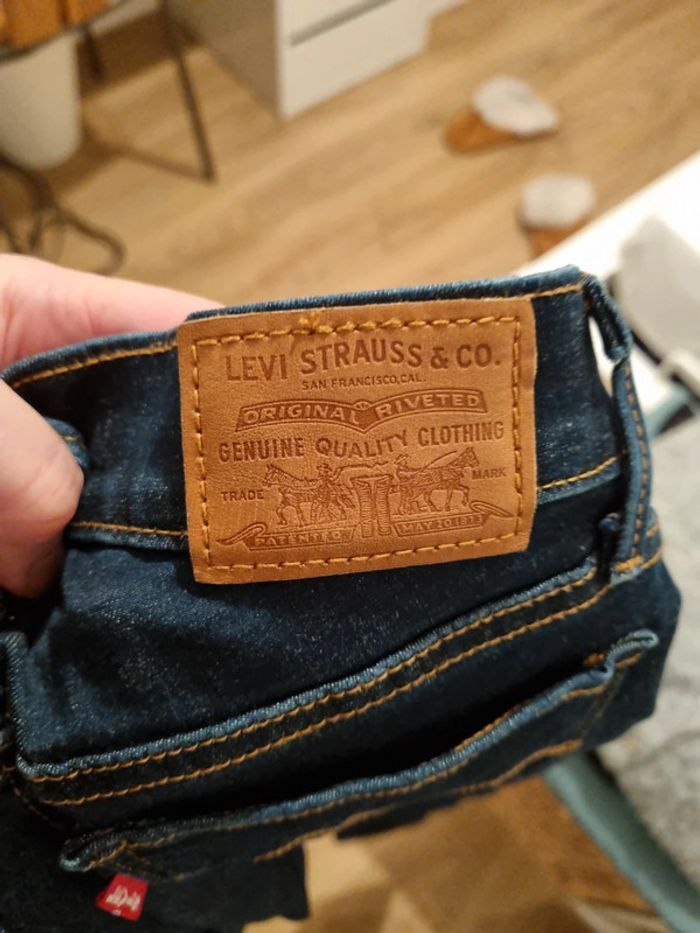 LEVI STRAUSS & CO.
SAN FRANCISCO, CAL.
ORIGINAL RIVETED
GENUINE QUALITY CLOTHING
TRADE MARK
PATENTED MAY 20 1873